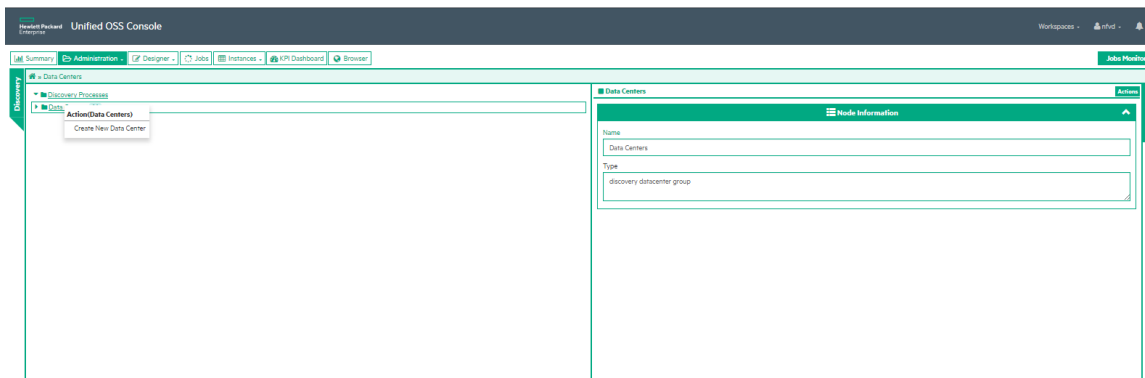 Hewlett Packard
Enterprise
Unified OSS Console
Workspaces
nfvd
Summary Administration Designer Jobs Instances KPI Dashboard Browser
Jobs Monitor
Discovery
» Data Centers
Discovery Processes
Data
Action(Data Centers)
Create New Data Center
Data Centers
Actions
Node Information
Name
Data Centers
Type
discovery datacenter group